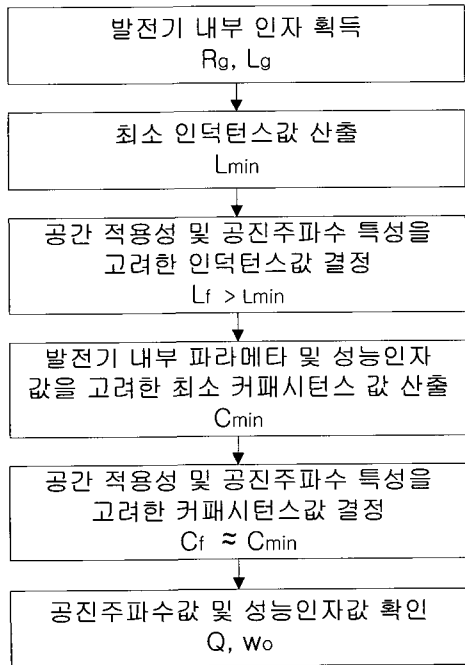 발전기 내부 인자 획득
Rg, Lg
최소 인덕턴스값 산출
Lmin
공간 적용성 및 공진주파수 특성을
고려한 인덕턴스값 결정
Lf > Lmin
발전기 내부 파라메타 및 성능인자
값을 고려한 최소 커패시턴스 값 산출
Cmin
공간 적용성 및 공진주파수 특성을
고려한 커패시턴스값 결정
Cf ≈ Cmin
공진주파수값 및 성능인자값 확인
Q, wo